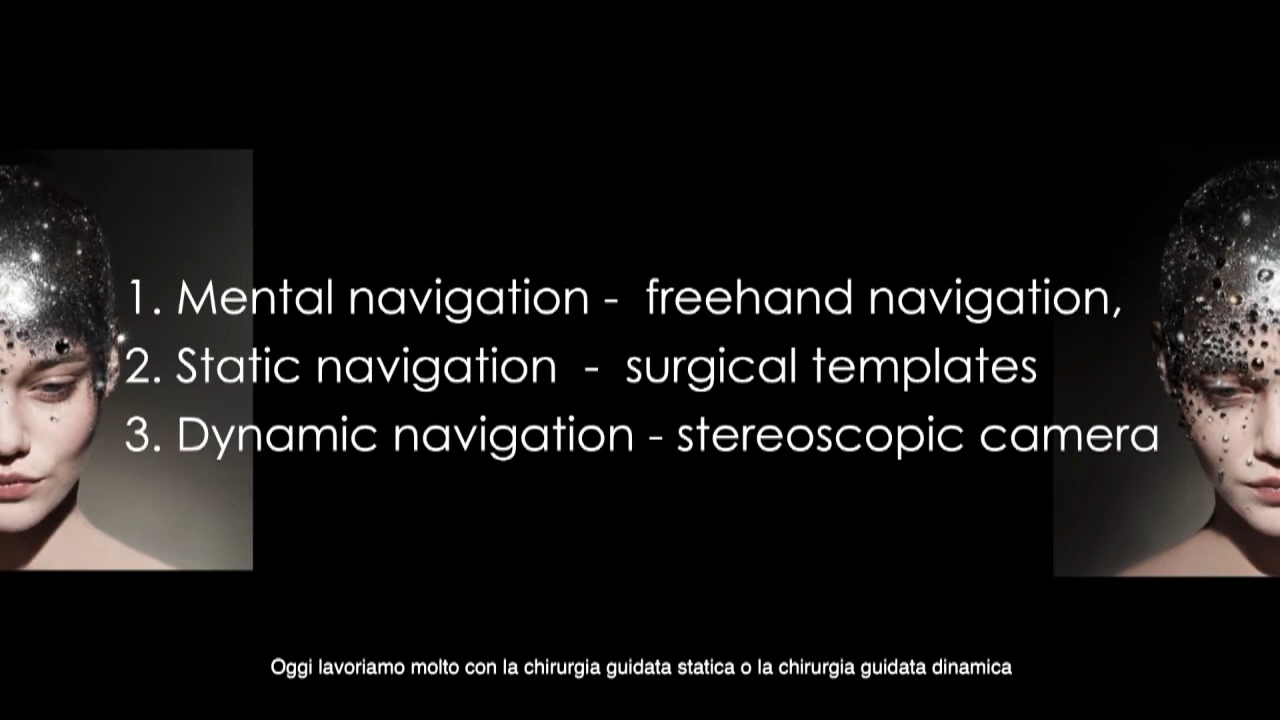 1. Mental navigation - freehand navigation,
2. Static navigation - surgical templates
3. Dynamic navigation - stereoscopic camera
Oggi lavoriamo molto con la chirurgia guidata statica o la chirurgia guidata dinamica